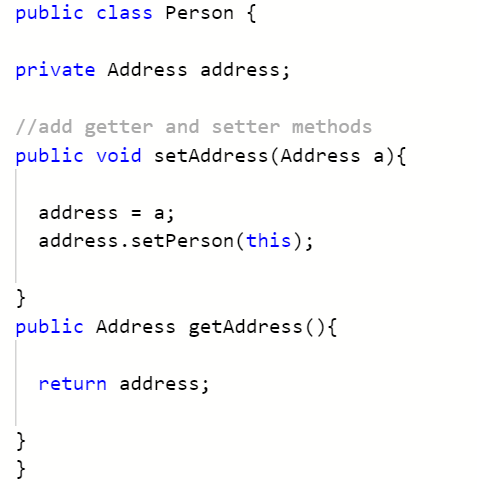 public class Person {
private Address address;
//add getter and setter methods
public void setAddress(Address a){
address = a;
address.setPerson(this);
}
public Address getAddress(){
return address;
}
}